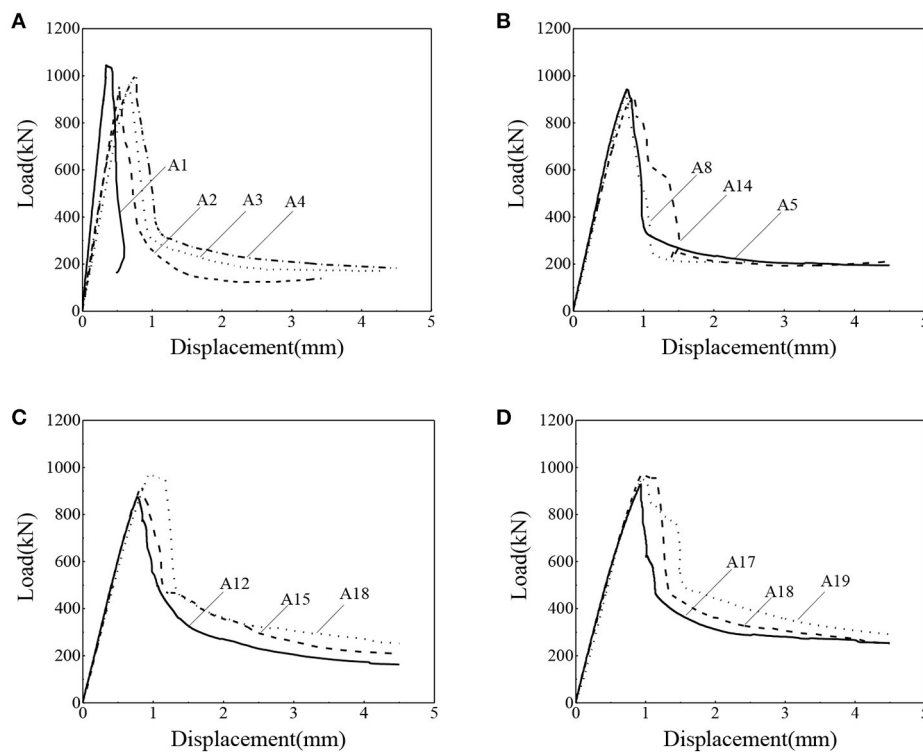 A
1200
1000
800
600
400
200
0
0 1 2 3 4 5
Load(kN)
Displacement(mm)
A1
A2 A3 A4
B
1200
1000
800
600
400
200
0
0 1 2 3 4
Load(kN)
Displacement(mm)
A8
A14 A5
C
1200
1000
800
600
400
200
0
0 1 2 3 4 5
Load(kN)
Displacement(mm)
A12 A15 A18
D
1200
1000
800
600
400
200
0
0 1 2 3 4
Load(kN)
Displacement(mm)
A17
A18 A19